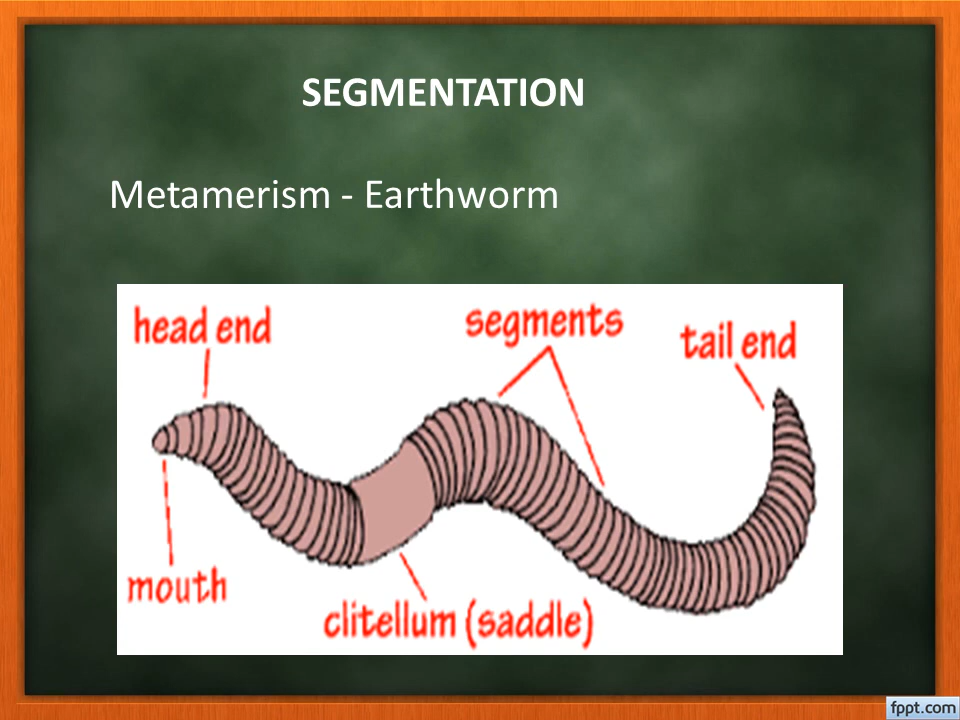 SEGMENTATION
Metamerism - Earthworm
head end
segments
tail end
mouth
clitellum (saddle)
fppt.com